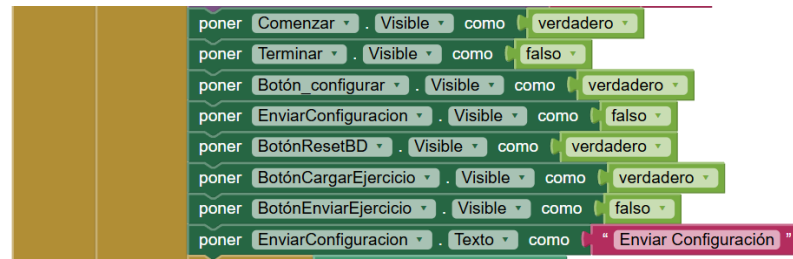 poner Comenzar . Visible como verdadero
poner Terminar . Visible como falso
poner Botón_configurar . Visible como verdadero
poner EnviarConfiguracion . Visible como falso
poner BotónResetBD . Visible como verdadero
poner BotónCargarEjercicio . Visible como verdadero
poner BotónEnviarEjercicio . Visible como falso
poner EnviarConfiguracion . Texto como “ Enviar Configuración ”